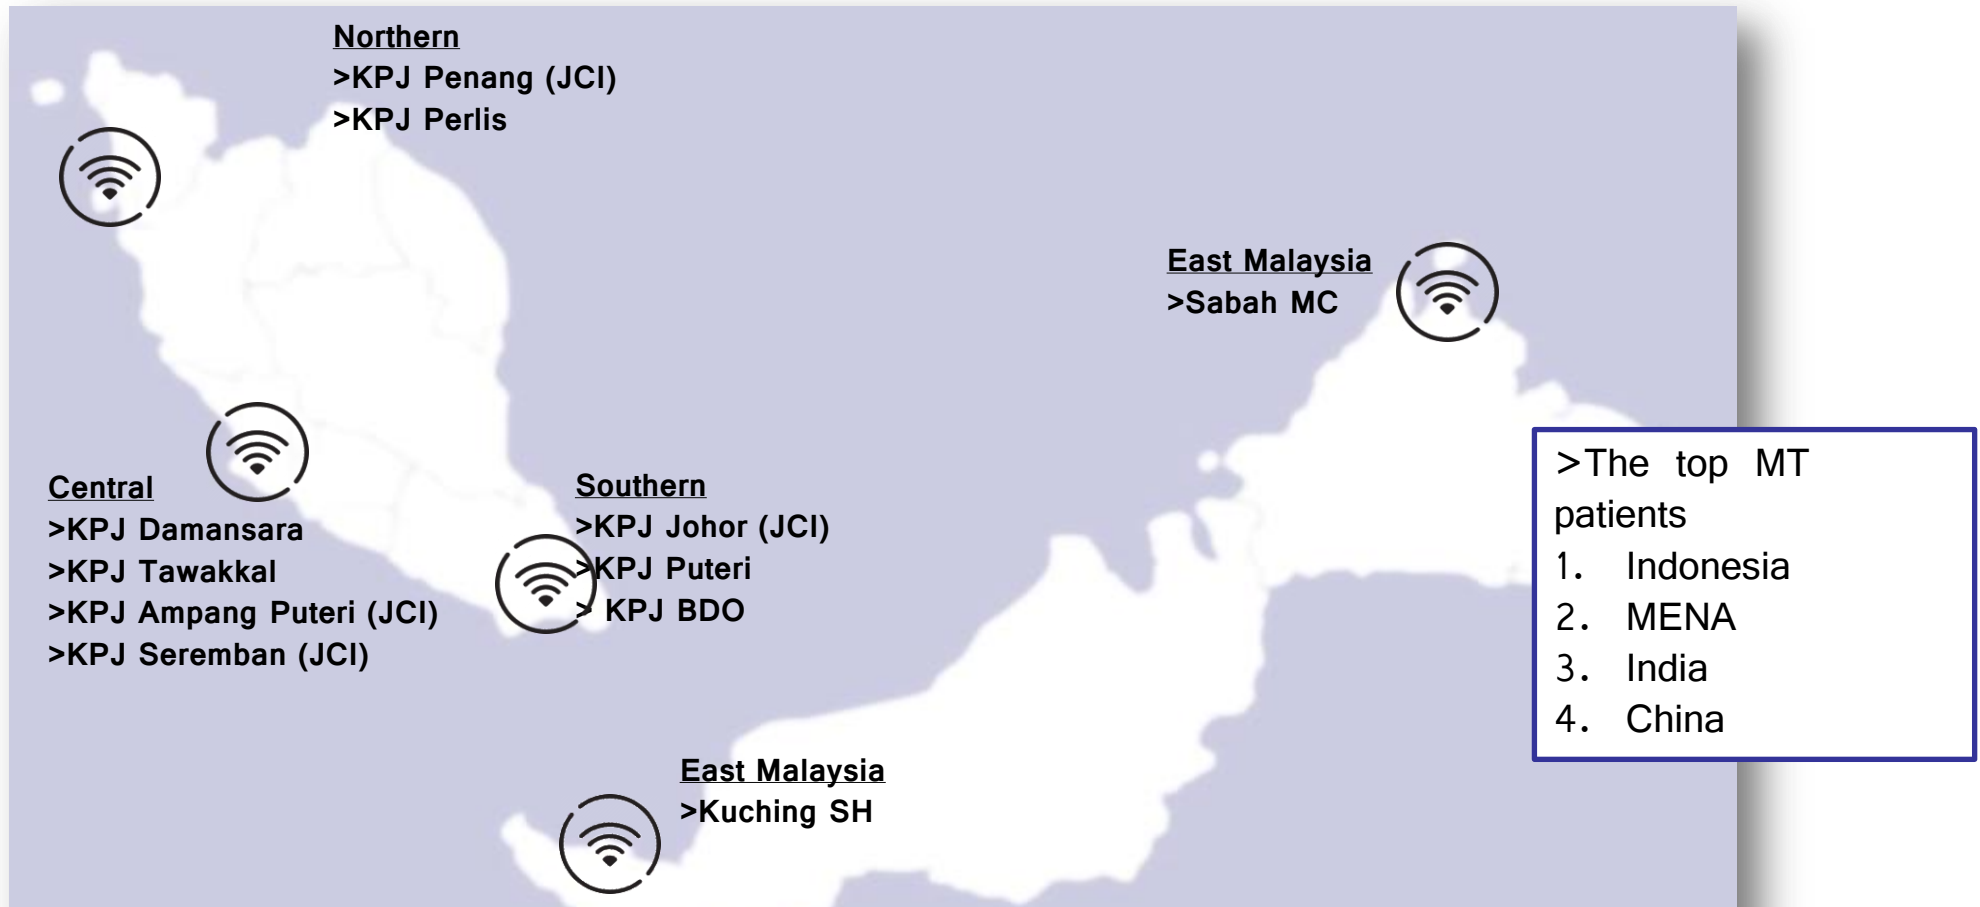 Northern
>KPJ Penang (JCI)
>KPJ Perlis
East Malaysia
>Sabah MC
Central
>KPJ Damansara
>KPJ Tawakkal
>KPJ Ampang Puteri (JCI)
>KPJ Seremban (JCI)
Southern
>KPJ Johor (JCI)
>KPJ Puteri
> KPJ BDO
>The top MT
patients
1. Indonesia
2. MENA
3. India
4. China
East Malaysia
>Kuching SH